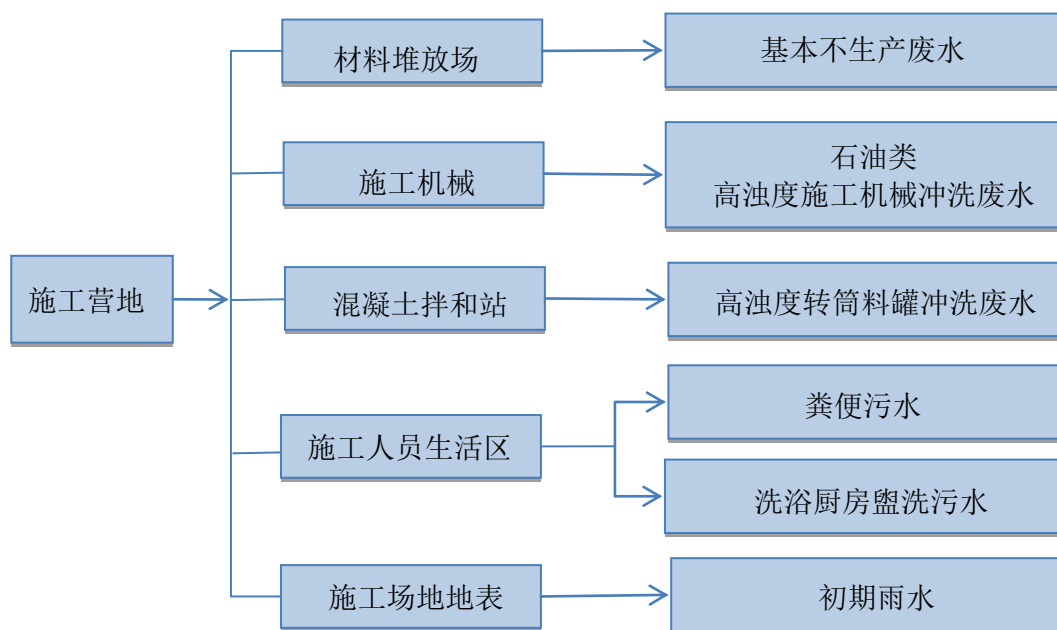 材料堆放场
基本不生产废水
施工机械
石油类
高浊度施工机械冲洗废水
施工营地
混凝土拌和站
高浊度转筒料罐冲洗废水
施工人员生活区
粪便污水
洗浴厨房盥洗污水
施工场地地表
初期雨水